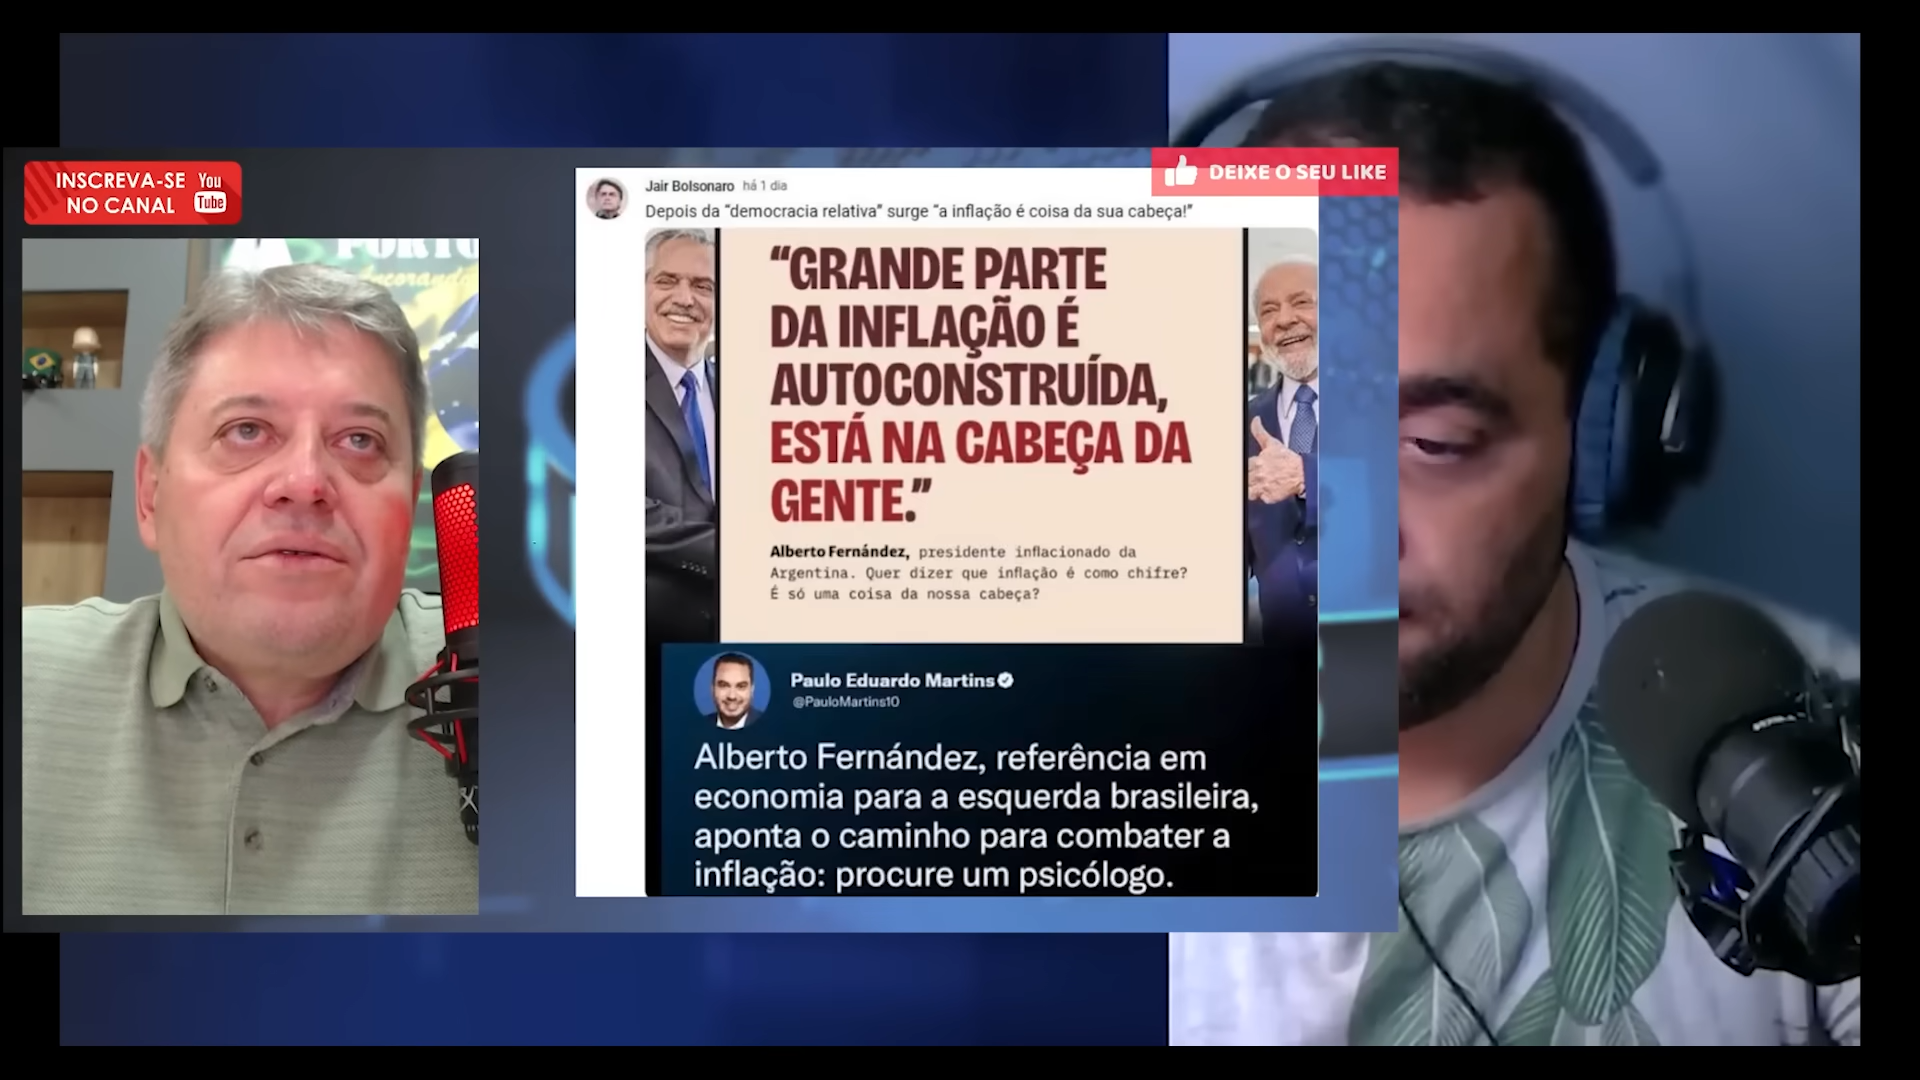 INSCREVA-SE
NO CANAL
You
Tube
DEIXE O SEU LIKE
Jair Bolsonaro há 1 dia
Depois da “democracia relativa” surge “a inflação é coisa da sua cabeça!”
“GRANDE PARTE
DA INFLAÇÃO É
AUTOCONSTRUÍDA,
ESTÁ NA CABEÇA DA
GENTE.”
Alberto Fernández, presidente inflacionado da
Argentina. Quer dizer que inflação é como chifre?
É só uma coisa da nossa cabeça?
Paulo Eduardo Martins
@PauloMartins10
Alberto Fernández, referência em
economia para a esquerda brasileira,
aponta o caminho para combater a
inflação: procure um psicólogo.